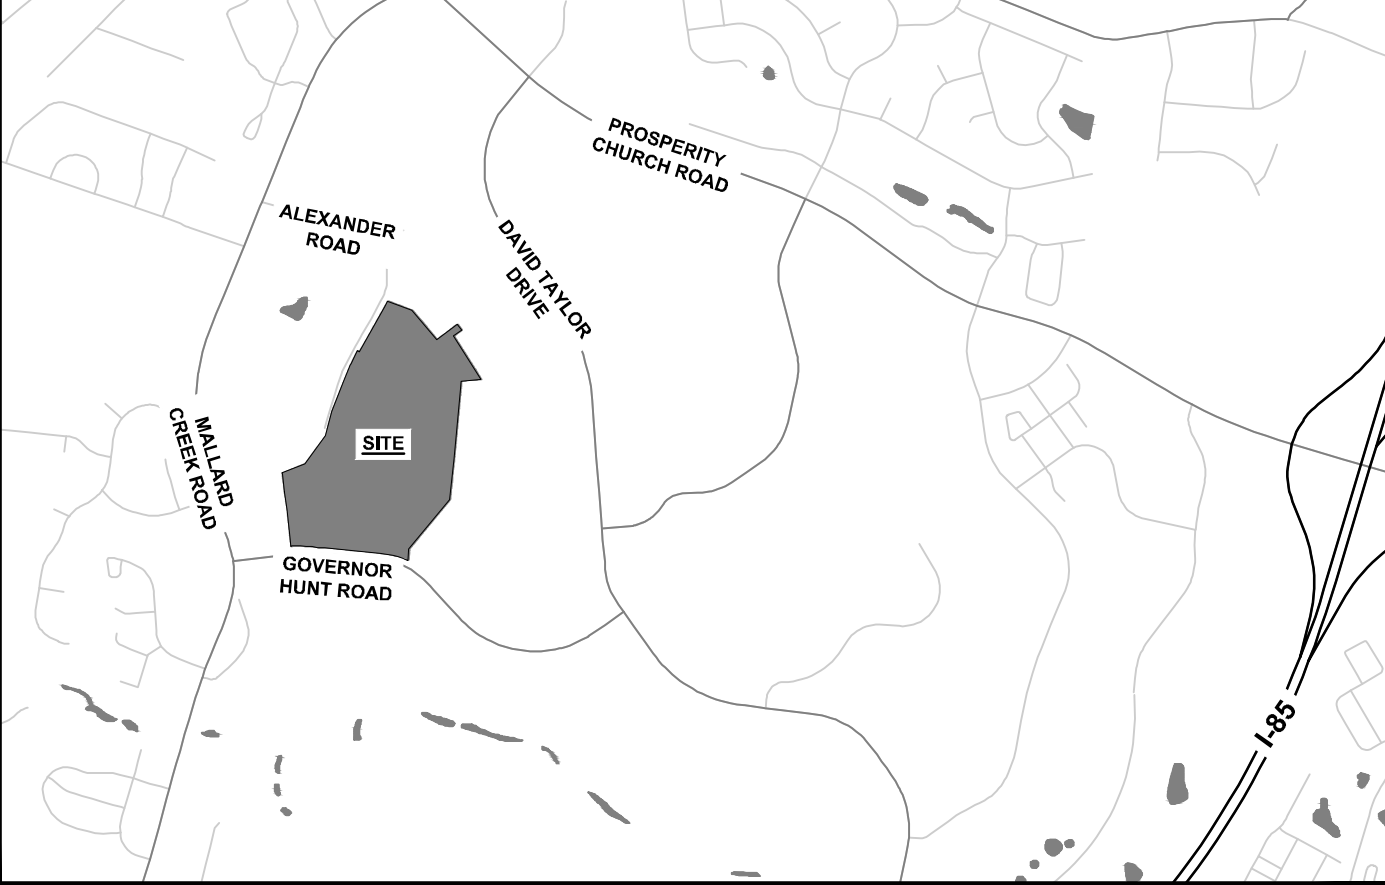 PROSPERITY
CHURCH ROAD
ALEXANDER
ROAD
DAVID TAYLOR
DRIVE
MALLARD
CREEK ROAD
SITE
GOVERNOR
HUNT ROAD
I-85